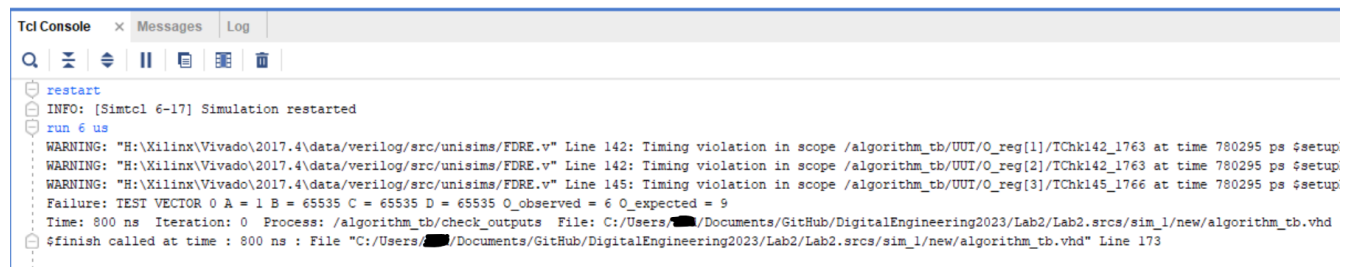 Tcl Console × Messages Log
restart
INFO: [Simtcl 6-17] Simulation restarted
run 6 us
WARNING: "H:\Xilinx\Vivado\2017.4\data/verilog/src/unisims/FDRE.v" Line 142: Timing violation in scope /algorithm_tb/UUT/O_reg[1]/TChk142_1763 at time 780295 ps $setup
WARNING: "H:\Xilinx\Vivado\2017.4\data/verilog/src/unisims/FDRE.v" Line 142: Timing violation in scope /algorithm_tb/UUT/O_reg[2]/TChk142_1763 at time 780295 ps $setup
WARNING: "H:\Xilinx\Vivado\2017.4\data/verilog/src/unisims/FDRE.v" Line 145: Timing violation in scope /algorithm_tb/UUT/O_reg[3]/TChk145_1766 at time 780295 ps $setup
Failure: TEST VECTOR 0 A = 1 B = 65535 C = 65535 D = 65535 O_observed = 6 O_expected = 9
Time: 800 ns Iteration: 0 Process: /algorithm_tb/check_outputs File: C:/Users/ /Documents/GitHub/DigitalEngineering2023/Lab2/Lab2.srcs/sim_1/new/algorithm_tb.vhd
$finish called at time : 800 ns : File "C:/Users/ /Documents/GitHub/DigitalEngineering2023/Lab2/Lab2.srcs/sim_1/new/algorithm_tb.vhd" Line 173